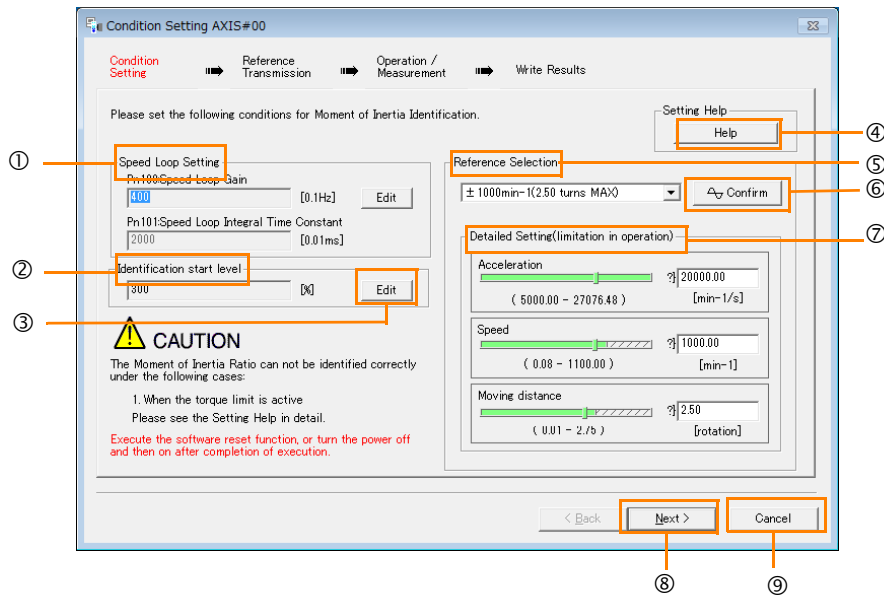 Condition Setting AXIS#00
Condition
Setting
Reference
Transmission
Operation /
Measurement
Write Results
Please set the following conditions for Moment of Inertia Identification.
Setting Help
Help
④
①
Speed Loop Setting
Pn100:Speed Loop Gain
400
[0.1Hz]
Edit
Pn101:Speed Loop Integral Time Constant
2000
[0.01ms]
②
Identification start level
300
[%]
Edit
③
CAUTION
The Moment of Inertia Ratio can not be identified correctly
under the following cases:
1. When the torque limit is active
Please see the Setting Help in detail.
Execute the software reset function, or turn the power off
and then on after completion of execution.
Reference Selection
⑤
± 1000min-1(2.50 turns MAX)
Confirm
⑥
Detailed Setting(limitation in operation)
⑦
Acceleration
?} 20000.00
( 5000.00 - 27076.48 )
[min-1/s]
Speed
?} 1000.00
( 0.08 - 1100.00 )
[min-1]
Moving distance
?} 2.50
( 0.01 - 2.75 )
[rotation]
< Back
Next >
Cancel
⑧
⑨